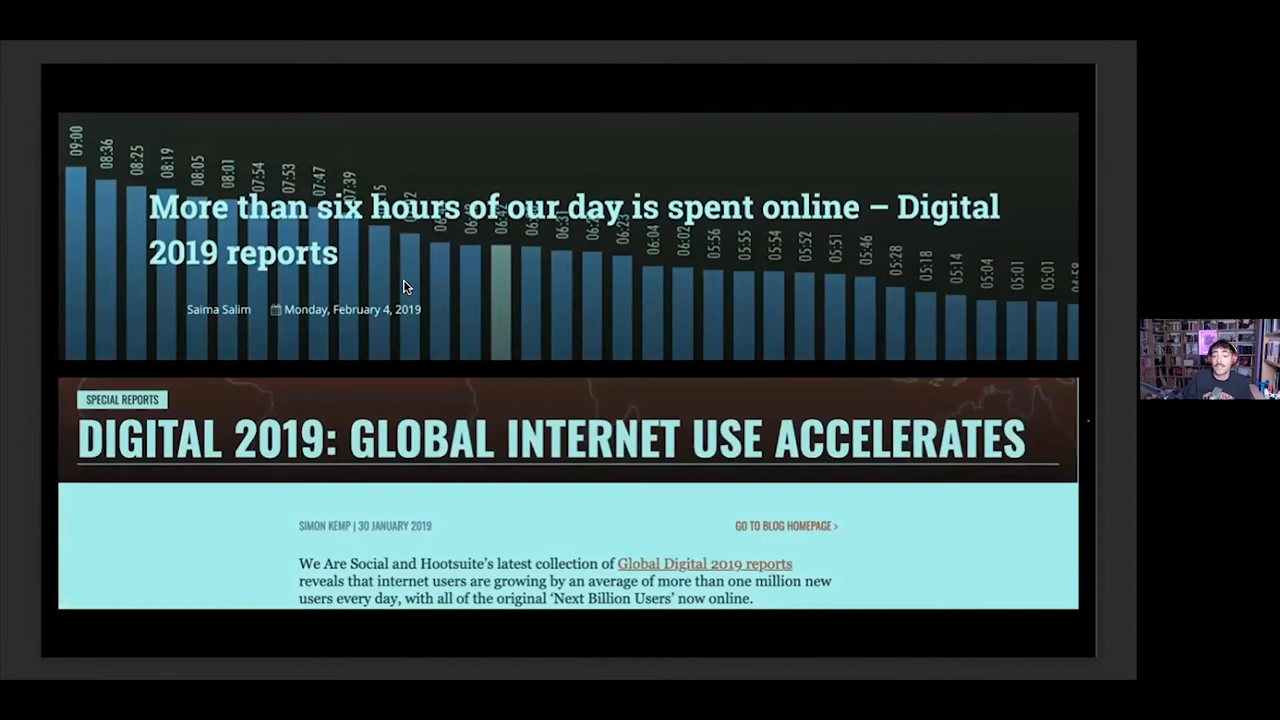 09:00
08:36
08:25
08:19
08:05
08:01
07:54
07:53
07:47
07:39
06:04
06:02
05:56
05:55
05:54
05:52
05:51
05:46
05:28
05:18
05:14
05:04
05:01
05:01
More than six hours of our day is spent online – Digital
2019 reports
Saima Salim Monday, February 4, 2019
SPECIAL REPORTS
DIGITAL 2019: GLOBAL INTERNET USE ACCELERATES
SIMON KEMP | 30 JANUARY 2019 GO TO BLOG HOMEPAGE ›
We Are Social and Hootsuite’s latest collection of Global Digital 2019 reports
reveals that internet users are growing by an average of more than one million new
users every day, with all of the original ‘Next Billion Users’ now online.